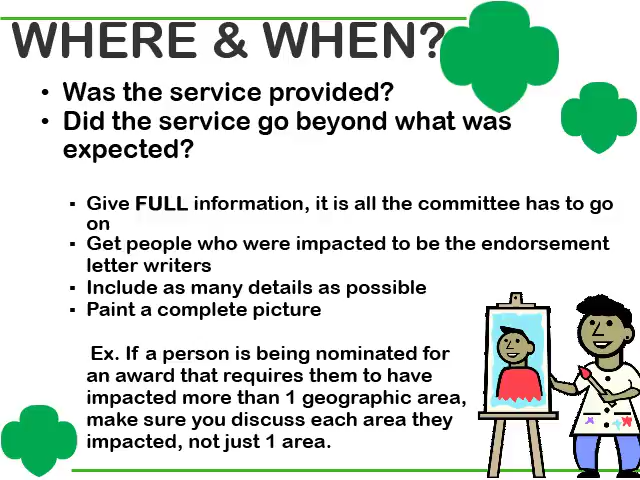 WHERE & WHEN?
• Was the service provided?
• Did the service go beyond what was
expected?
▪ Give FULL information, it is all the committee has to go
on
▪ Get people who were impacted to be the endorsement
letter writers
▪ Include as many details as possible
▪ Paint a complete picture
Ex. If a person is being nominated for
an award that requires them to have
impacted more than 1 geographic area,
make sure you discuss each area they
impacted, not just 1 area.